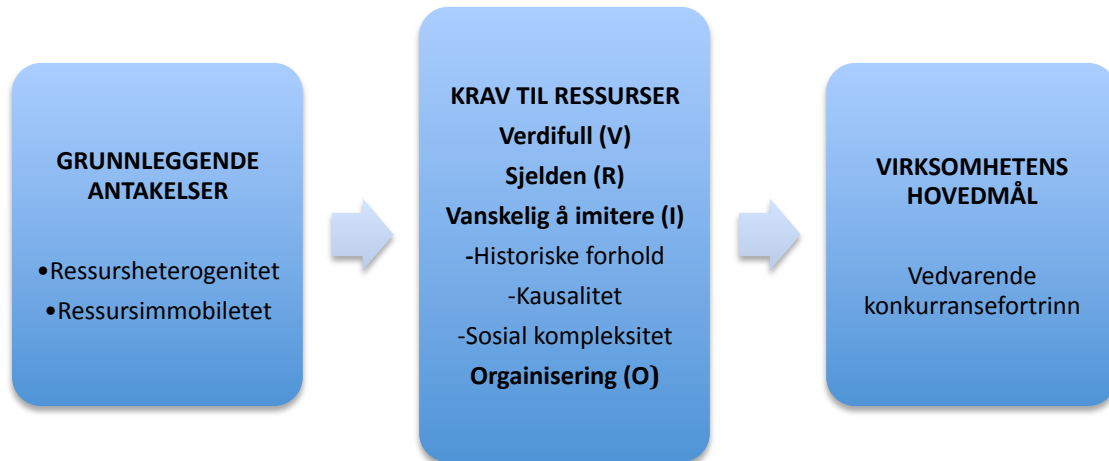 GRUNNLEGGENDE
ANTAKELSER
•Ressursheterogenitet
•Ressursimmobiletet
KRAV TIL RESSURSER
Verdifull (V)
Sjelden (R)
Vanskelig å imitere (I)
-Historiske forhold
-Kausalitet
-Sosial kompleksitet
Orgainisering (O)
VIRKSOMHETENS
HOVEDMÅL
Vedvarende
konkurransefortrinn